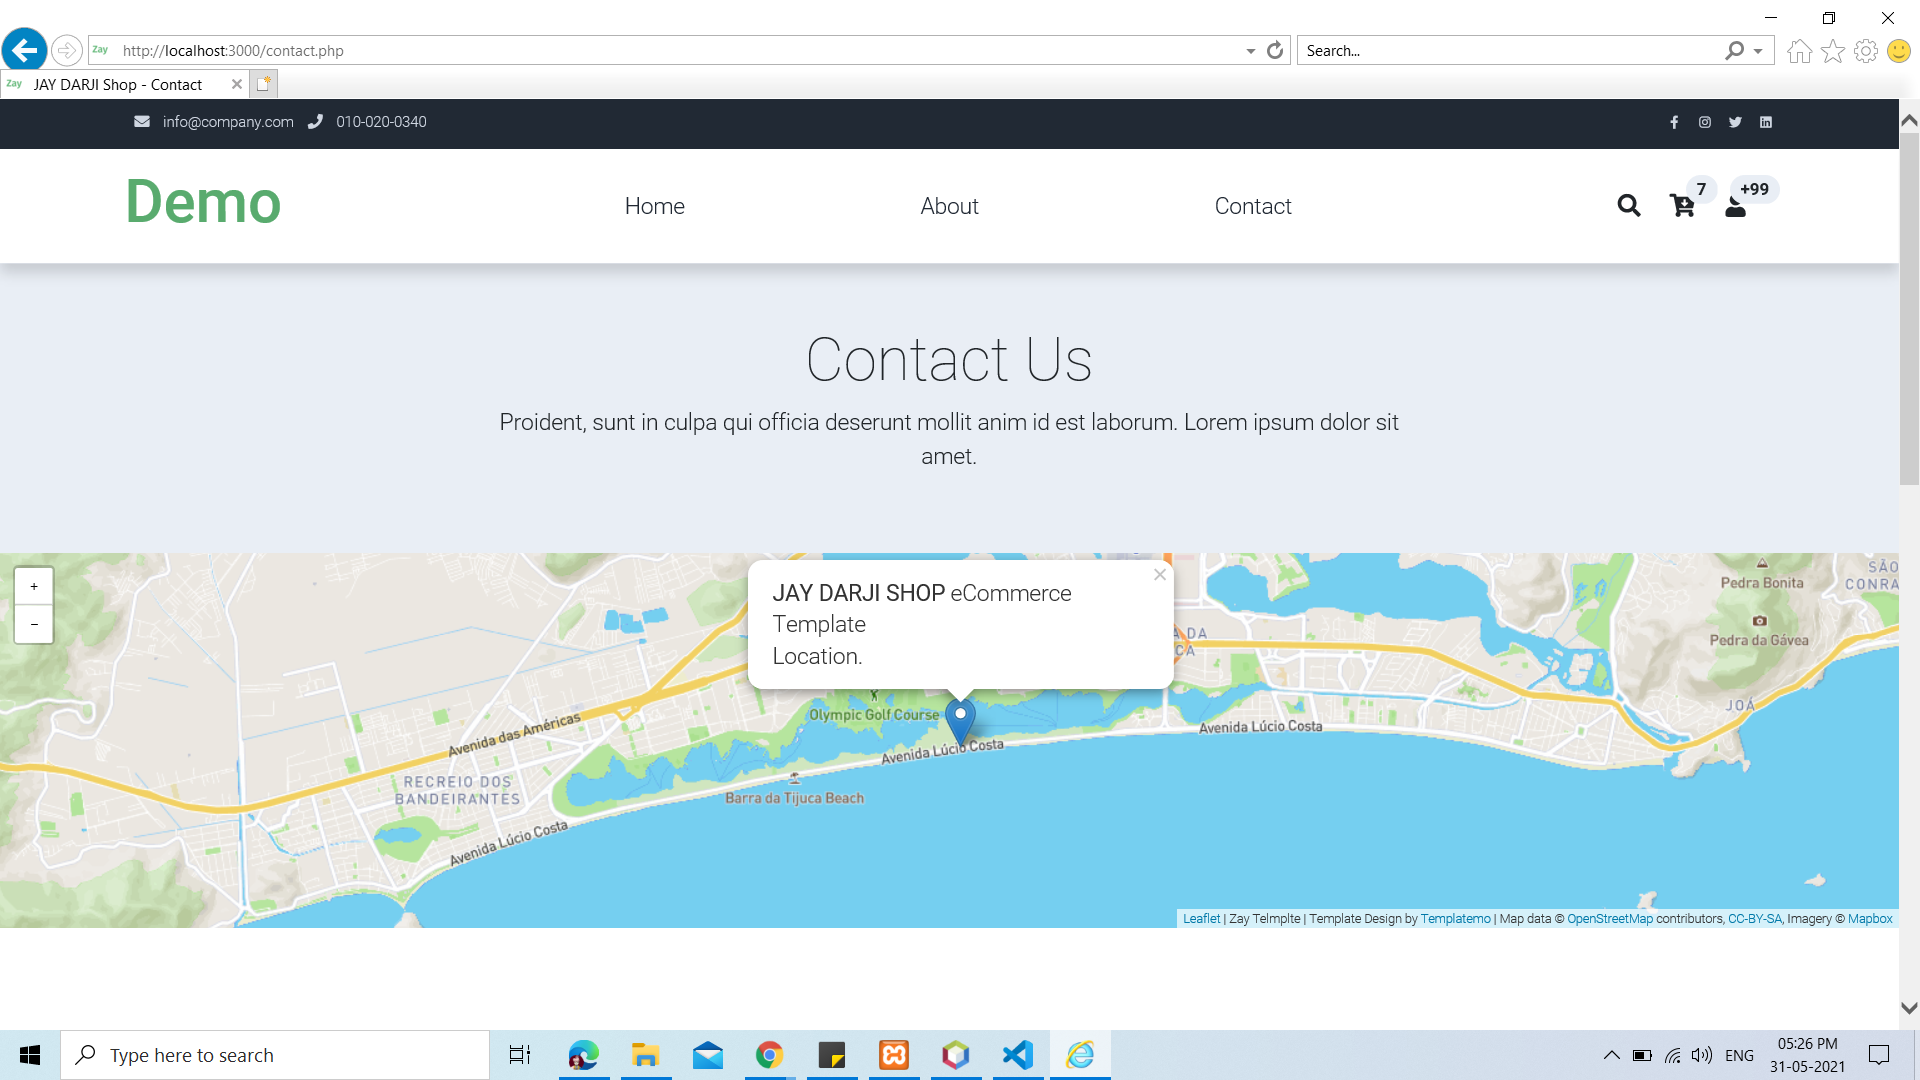 Zay http://localhost:3000/contact.php
Search...
Zay JAY DARJI Shop - Contact
info@company.com 010-020-0340
Demo
Home About Contact
7 +99
Contact Us
Proident, sunt in culpa qui officia deserunt mollit anim id est laborum. Lorem ipsum dolor sit
amet.
+
-
JAY DARJI SHOP eCommerce
Template
Location.
×
Pedra Bonita
SÃO
CONRA
Pedra da Gávea
A DA
CA
JOÁ
Olympic Golf Course
Avenida das Américas
Avenida Lúcio Costa
Avenida Lúcio Costa
RECREIO DOS
BANDEIRANTES
Barra da Tijuca Beach
Avenida Lúcio Costa
Leaflet | Zay Telmplte | Template Design by Templatemo | Map data © OpenStreetMap contributors, CC-BY-SA, Imagery © Mapbox
Type here to search
ENG
05:26 PM
31-05-2021